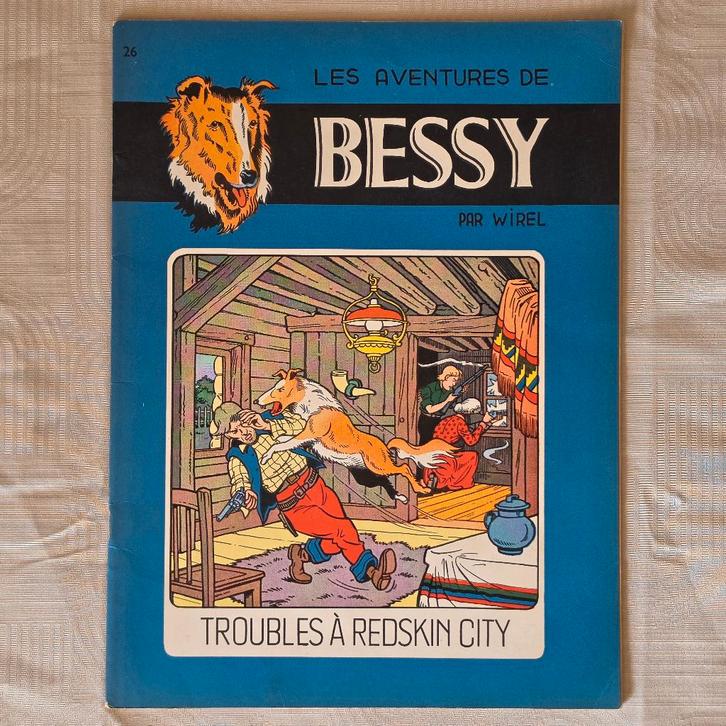 26
LES AVENTURES DE
BESSY
PAR WiREL
TROUBLES À REDSKIN CITY